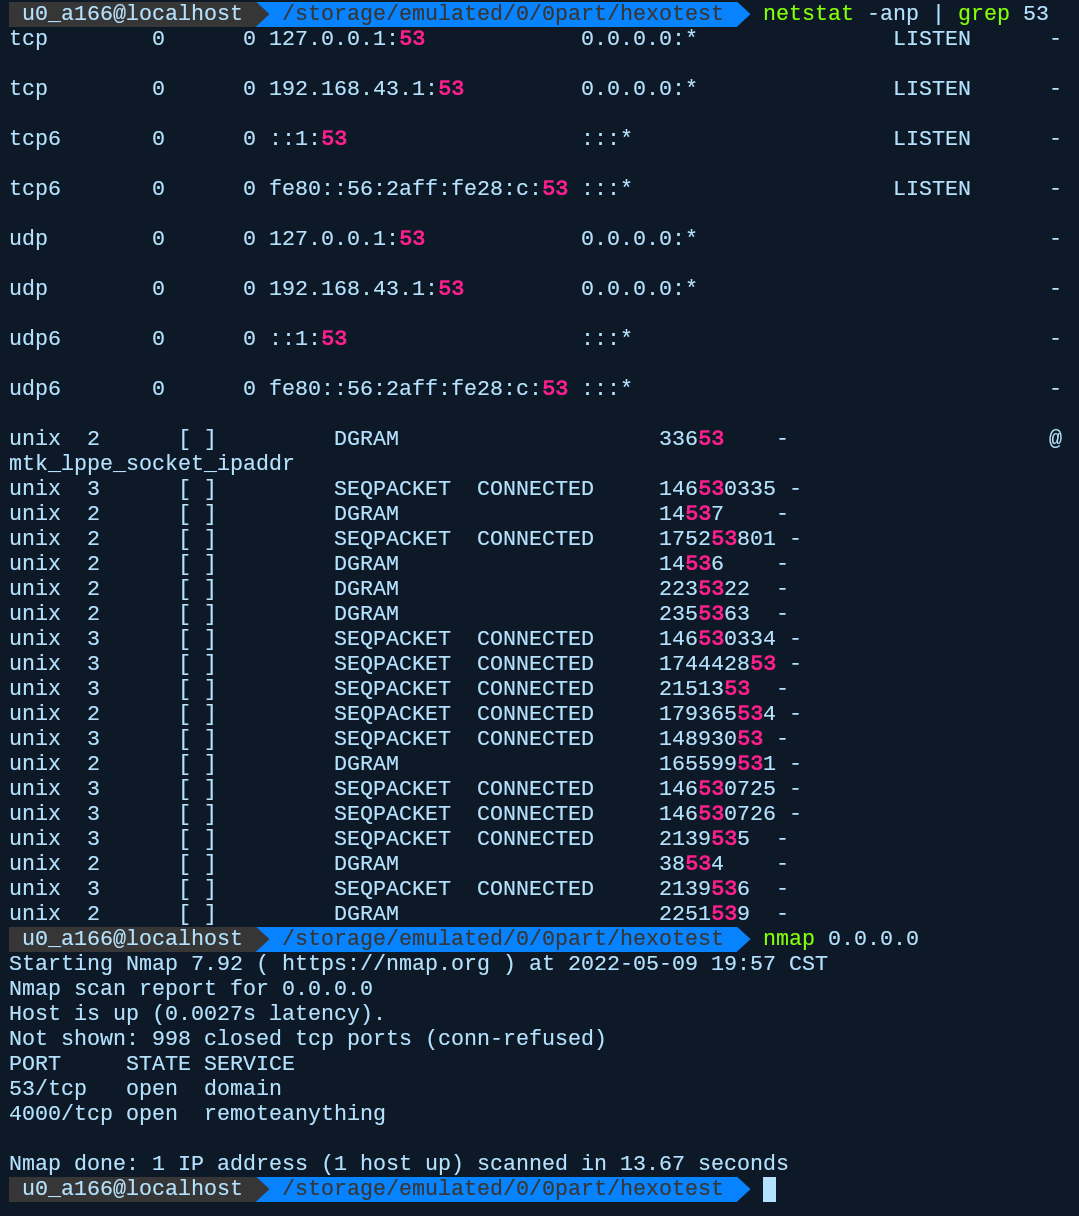 u0_a166@localhost /storage/emulated/0/0part/hexotest netstat -anp | grep 53
tcp        0      0 127.0.0.1:53            0.0.0.0:*               LISTEN      -
tcp        0      0 192.168.43.1:53         0.0.0.0:*               LISTEN      -
tcp6       0      0 ::1:53                  :::*                    LISTEN      -
tcp6       0      0 fe80::56:2aff:fe28:c:53 :::*                    LISTEN      -
udp        0      0 127.0.0.1:53            0.0.0.0:*                           -
udp        0      0 192.168.43.1:53         0.0.0.0:*                           -
udp6       0      0 ::1:53                  :::*                                -
udp6       0      0 fe80::56:2aff:fe28:c:53 :::*                                -
unix  2      [ ]         DGRAM                    33653    -                    @
mtk_lppe_socket_ipaddr
unix  3      [ ]         SEQPACKET  CONNECTED     146530335 -
unix  2      [ ]         DGRAM                    14537    -
unix  2      [ ]         SEQPACKET  CONNECTED     175253801 -
unix  2      [ ]         DGRAM                    14536    -
unix  2      [ ]         DGRAM                    2235322  -
unix  2      [ ]         DGRAM                    2355363  -
unix  3      [ ]         SEQPACKET  CONNECTED     146530334 -
unix  3      [ ]         SEQPACKET  CONNECTED     174442853 -
unix  3      [ ]         SEQPACKET  CONNECTED     2151353  -
unix  2      [ ]         SEQPACKET  CONNECTED     179365534 -
unix  3      [ ]         SEQPACKET  CONNECTED     14893053 -
unix  2      [ ]         DGRAM                    165599531 -
unix  3      [ ]         SEQPACKET  CONNECTED     146530725 -
unix  3      [ ]         SEQPACKET  CONNECTED     146530726 -
unix  3      [ ]         SEQPACKET  CONNECTED     2139535  -
unix  2      [ ]         DGRAM                    38534    -
unix  3      [ ]         SEQPACKET  CONNECTED     2139536  -
unix  2      [ ]         DGRAM                    2251539  -
u0_a166@localhost /storage/emulated/0/0part/hexotest nmap 0.0.0.0
Starting Nmap 7.92 ( https://nmap.org ) at 2022-05-09 19:57 CST
Nmap scan report for 0.0.0.0
Host is up (0.0027s latency).
Not shown: 998 closed tcp ports (conn-refused)
PORT     STATE SERVICE
53/tcp   open  domain
4000/tcp open  remoteanything
Nmap done: 1 IP address (1 host up) scanned in 13.67 seconds
u0_a166@localhost /storage/emulated/0/0part/hexotest